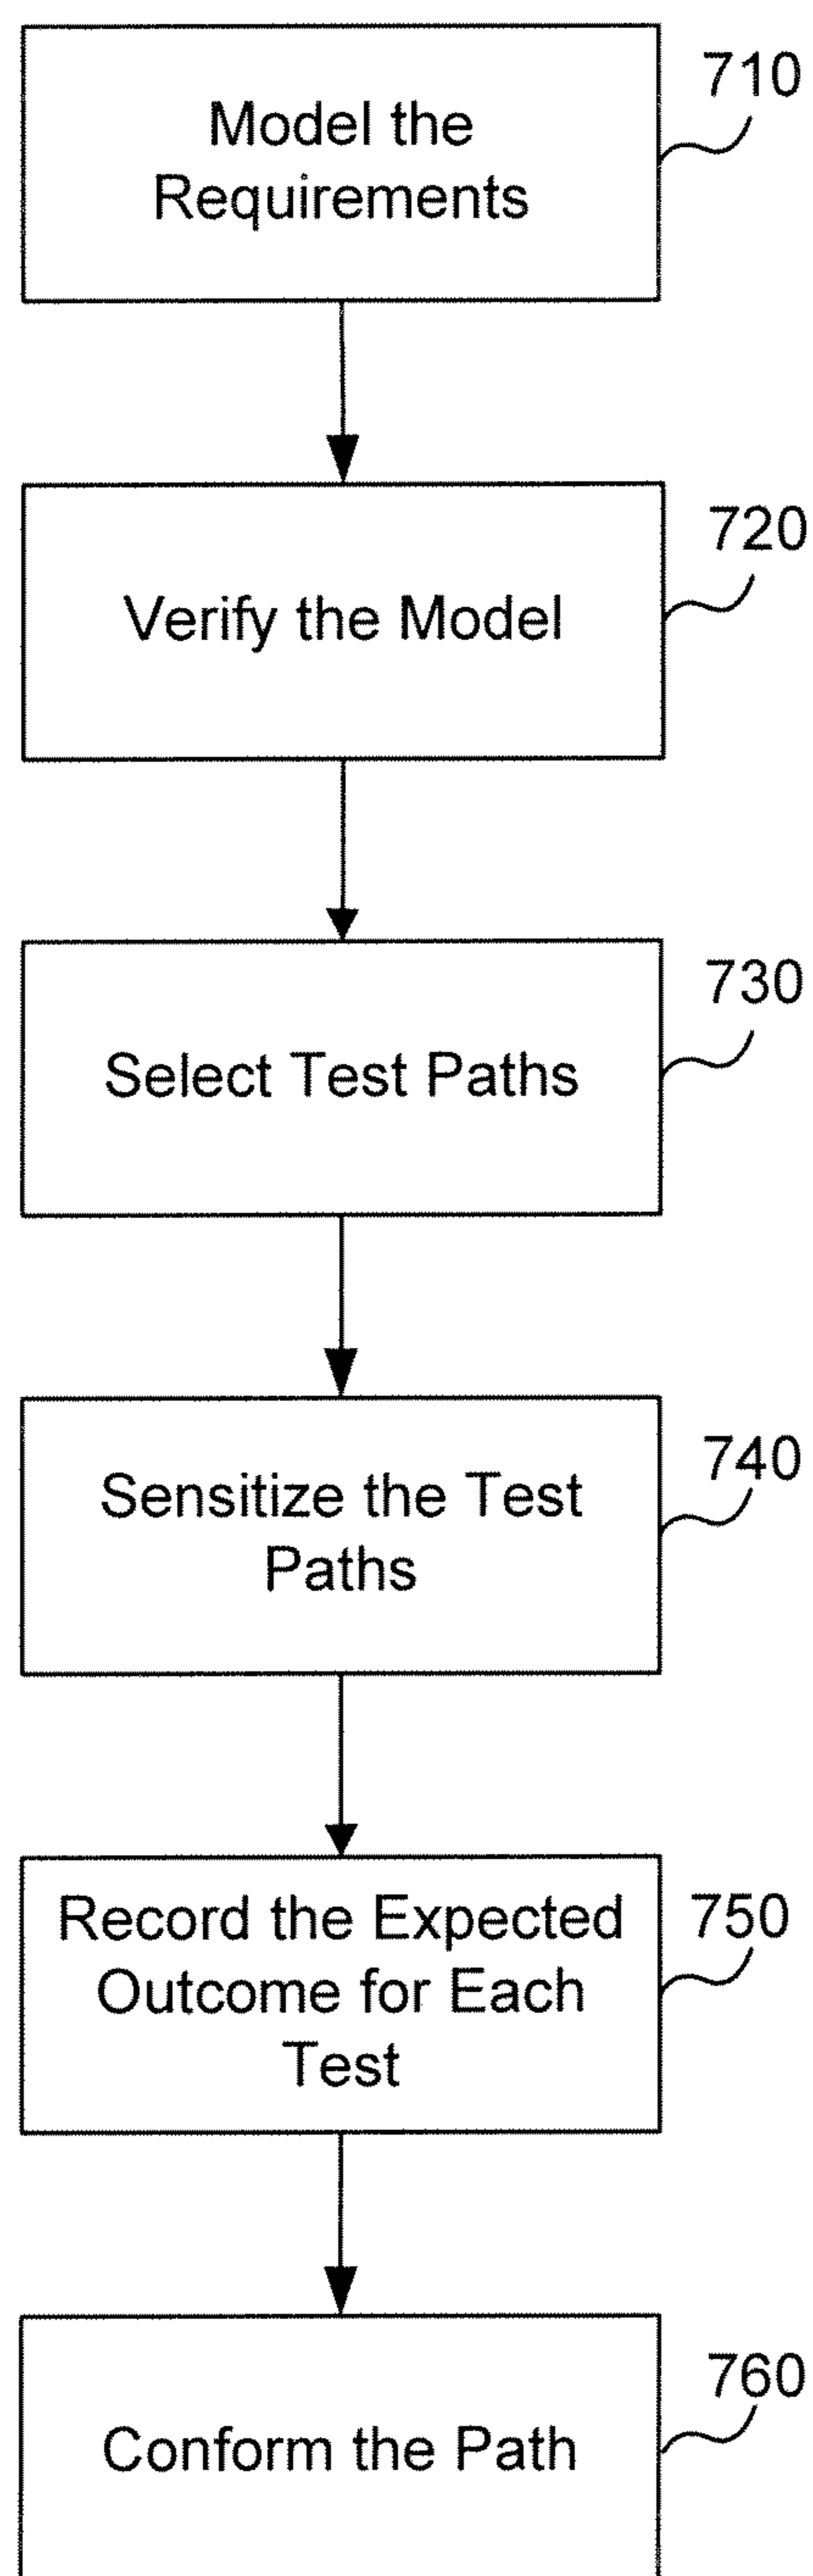 710
Model the
Requirements
720
Verify the Model
730
Select Test Paths
740
Sensitize the Test
Paths
750
Record the Expected
Outcome for Each
Test
760
Conform the Path